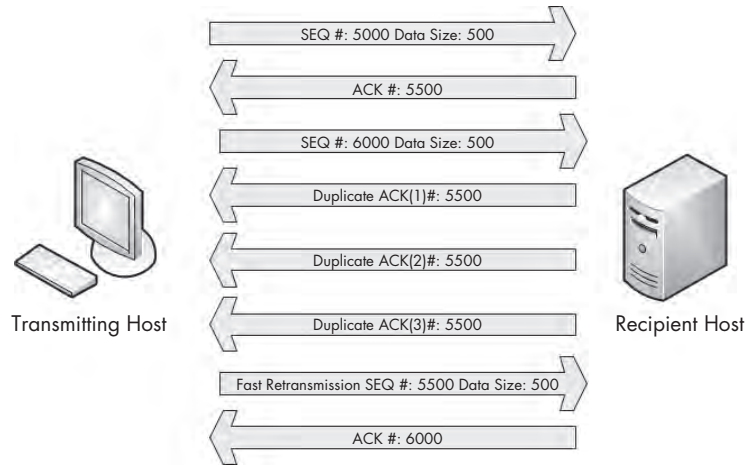 SEQ #: 5000 Data Size: 500
ACK #: 5500
SEQ #: 6000 Data Size: 500
Duplicate ACK(1)#: 5500
Duplicate ACK(2)#: 5500
Duplicate ACK(3)#: 5500
Transmitting Host
Recipient Host
Fast Retransmission SEQ #: 5500 Data Size: 500
ACK #: 6000